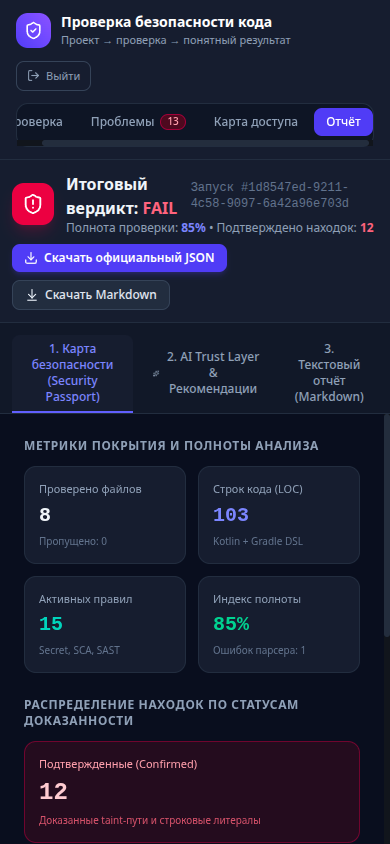 Проверка безопасности кода
Проект → проверка → понятный результат
Выйти
роверка
Проблемы 13
Карта доступа
Отчёт
Итоговый
вердикт: FAIL
Запуск #1d8547ed-9211-
4c58-9097-6a42a96e703d
Полнота проверки: 85% • Подтверждено находок: 12
Скачать официальный JSON
Скачать Markdown
1. Карта
безопасности
(Security
Passport)
2. AI Trust Layer
&
Рекомендации
3.
Текстовый
отчёт
(Markdown)
МЕТРИКИ ПОКРЫТИЯ И ПОЛНОТЫ АНАЛИЗА
Проверено файлов
8
Пропущено: 0
Строк кода (LOC)
103
Kotlin + Gradle DSL
Активных правил
15
Secret, SCA, SAST
Индекс полноты
85%
Ошибок парсера: 1
РАСПРЕДЕЛЕНИЕ НАХОДОК ПО СТАТУСАМ
ДОКАЗАННОСТИ
Подтвержденные (Confirmed)
12
Доказанные taint-пути и строковые литералы